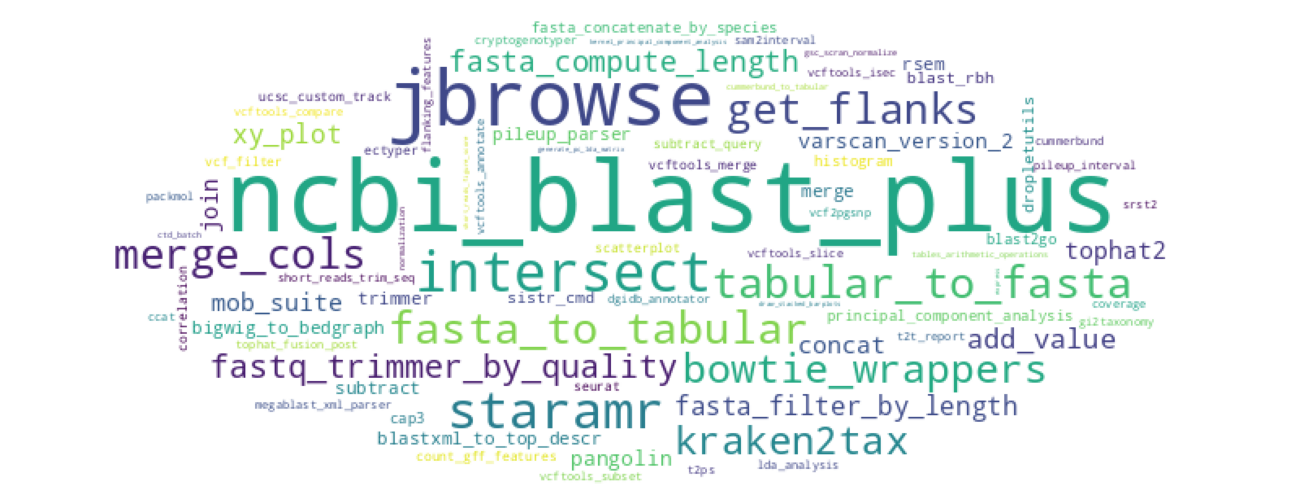 fasta_concatenate_by_species
cryptogenotyper
kernel_principal_component_analysis
sam2interval
flanking_features
fasta_compute_length
gsc_scran_normalize
rsem
vcftools_isec
blast_rbh
ucsc_custom_track
jbrowse
cummerbund_to_tabular
get_flanks
vcftools_compare
xy_plot
pileup_parser
subtract_query
varscan_version_2
dropletutils
cummerbund
ectyper
vcftools_annotate
generate_pc_lda_matrix
vcf_filter
vcftools_merge
histogram
pileup_interval
ncbi_blast_plus
packmol
join
merge
vcf2pgsnp
srst2
ctd_batch
normalization
merge_cols
intersect
scatterplot
vcftools_slice
blast2go
tables_arithmetic_operations
tophat2
short_reads_trim_seq
tabular_to_fasta
express
correlation
mob_suite
trimmer
sistr_cmd
dgidb_annotator
draw_stacked_barplots
coverage
ccat
bigwig_to_bedgraph
fasta_to_tabular
principal_component_analysis
gi2taxonomy
tophat_fusion_post
concat
t2t_report
add_value
fastq_trimmer_by_quality
bowtie_wrappers
subtract
seurat
megablast_xml_parser
cap3
staramr
fasta_filter_by_length
blastxml_to_top_descr
kraken2tax
count_gff_features
pangolin
t2ps
lda_analysis
vcftools_subset